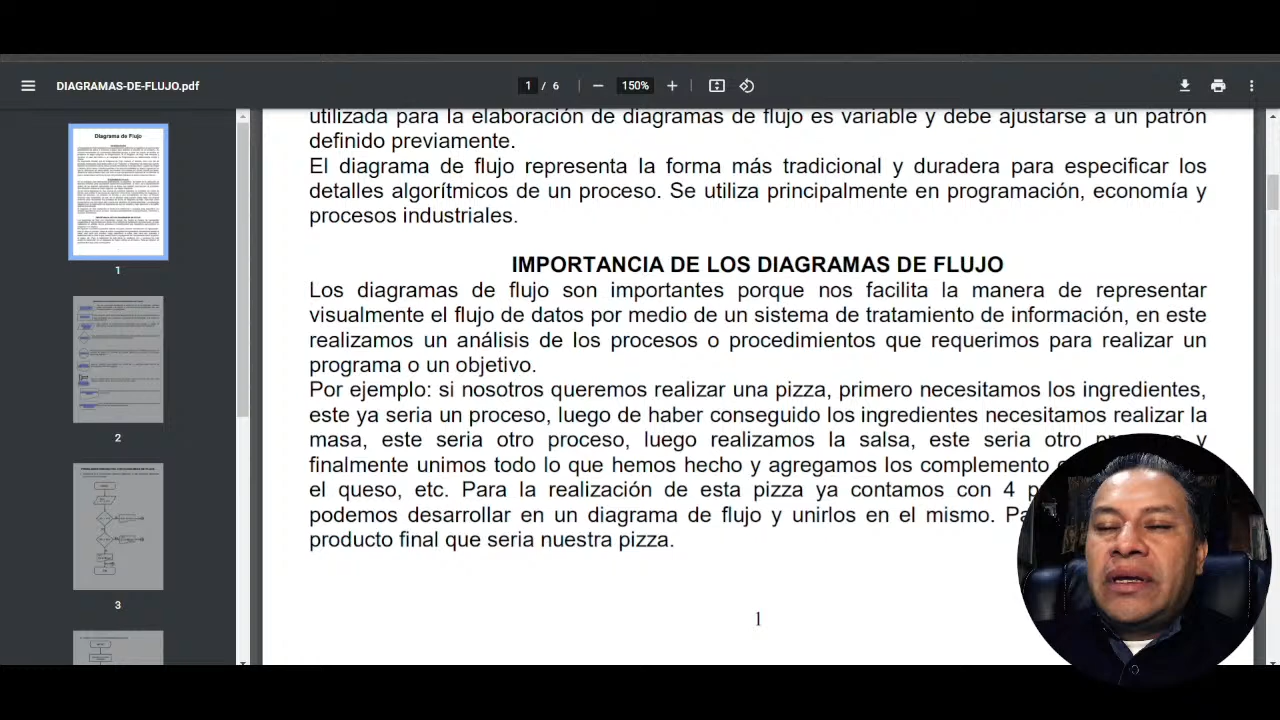 DIAGRAMAS-DE-FLUJO.pdf
1 / 6
150%
Diagrama de Flujo
1
2
3
utilizada para la elaboración de diagramas de flujo es variable y debe ajustarse a un patrón
definido previamente.
El diagrama de flujo representa la forma más tradicional y duradera para especificar los
detalles algorítmicos de un proceso. Se utiliza principalmente en programación, economía y
procesos industriales.
IMPORTANCIA DE LOS DIAGRAMAS DE FLUJO
Los diagramas de flujo son importantes porque nos facilita la manera de representar
visualmente el flujo de datos por medio de un sistema de tratamiento de información, en este
realizamos un análisis de los procesos o procedimientos que requerimos para realizar un
programa o un objetivo.
Por ejemplo: si nosotros queremos realizar una pizza, primero necesitamos los ingredientes,
este ya seria un proceso, luego de haber conseguido los ingredientes necesitamos realizar la
masa, este seria otro proceso, luego realizamos la salsa, este seria otro y
finalmente unimos todo lo que hemos hecho y agregamos los complemento
el queso, etc. Para la realización de esta pizza ya contamos con 4
podemos desarrollar en un diagrama de flujo y unirlos en el mismo.
producto final que seria nuestra pizza.
1